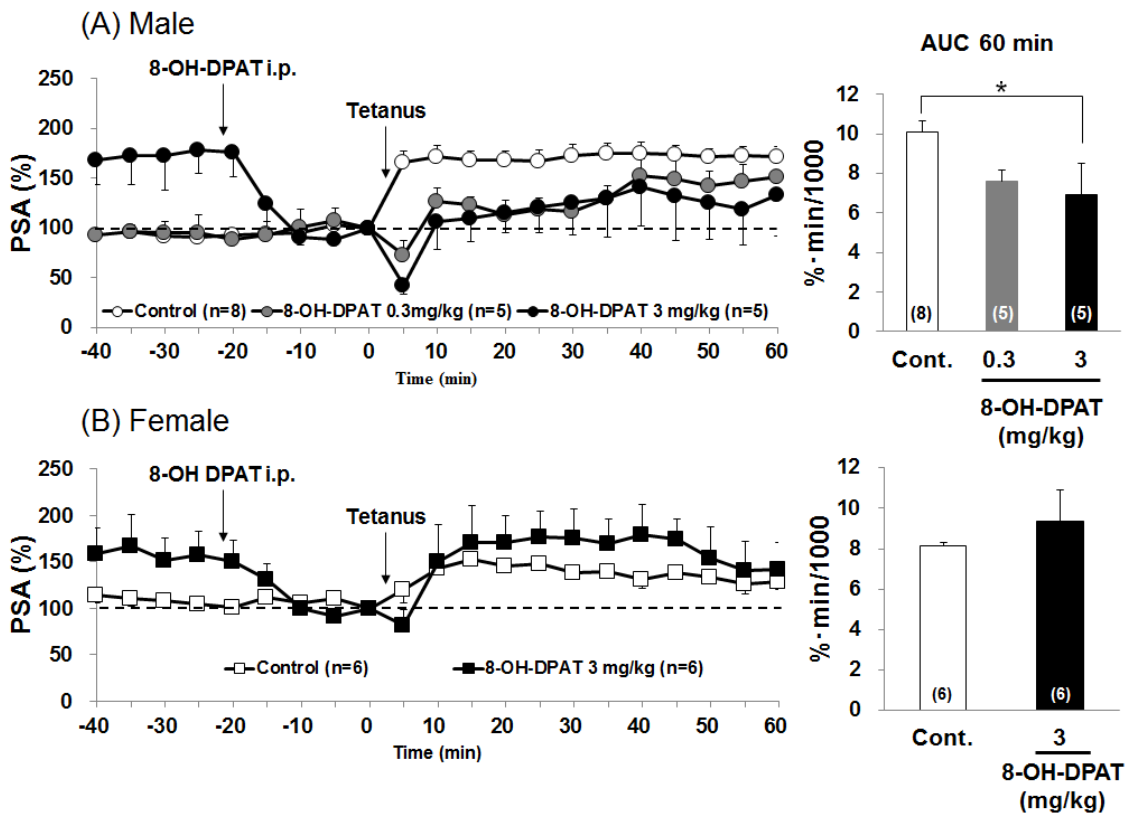 (A) Male
AUC 60 min
8-OH-DPAT i.p.
Tetanus
PSA (%)
250
200
150
100
50
0
Control (n=8) 8-OH-DPAT 0.3mg/kg (n=5) 8-OH-DPAT 3 mg/kg (n=5)
-40 -30 -20 -10 0 10 20 30 40 50 60
Time (min)
*
%·min/1000
12
10
8
6
4
2
0
(8) (5) (5)
Cont. 0.3 3
8-OH-DPAT
(mg/kg)
(B) Female
8-OH DPAT i.p.
Tetanus
PSA (%)
250
200
150
100
50
0
Control (n=6) 8-OH-DPAT 3 mg/kg (n=6)
-40 -30 -20 -10 0 10 20 30 40 50 60
Time (min)
%·min/1000
12
10
8
6
4
2
0
(6) (6)
Cont. 3
8-OH-DPAT
(mg/kg)